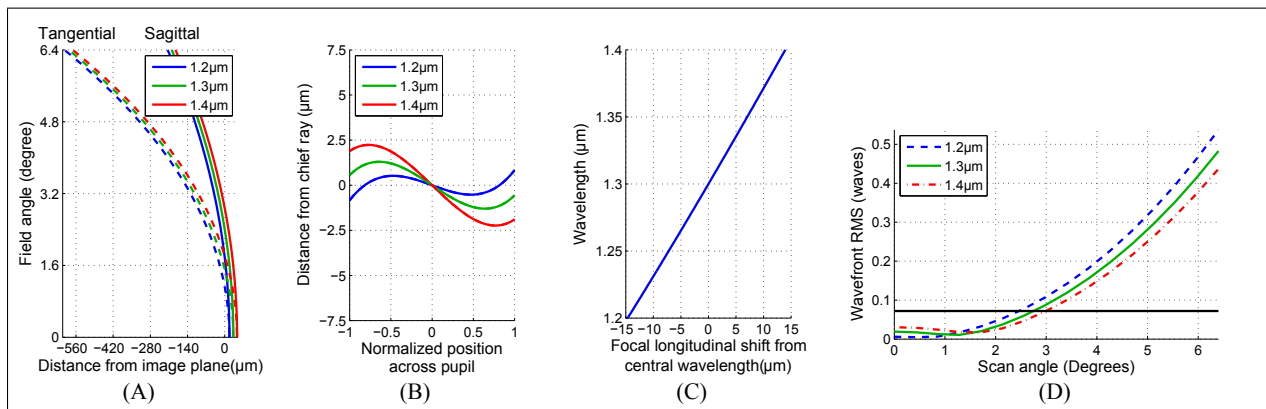 Tangential Sagittal
6.4
4.8
3.2
1.6
0
Field angle (degree)
1.2µm
1.3µm
1.4µm
−560 −420 −280 −140 0
Distance from image plane(µm)
(A)
7.5
5
2.5
0
−2.5
−5
−7.5
Distance from chief ray (µm)
1.2µm
1.3µm
1.4µm
−1 −0.5 0 0.5 1
Normalized position
across pupil
(B)
1.4
1.3
1.2
Wavelength (µm)
−15 −10 −5 0 5 10 15
Focal longitudinal shift from
central wavelength(µm)
(C)
0.5
0.4
0.3
0.2
0.1
0
Wavefront RMS (waves)
1.2µm
1.3µm
1.4µm
0 1 2 3 4 5 6
Scan angle (Degrees)
(D)